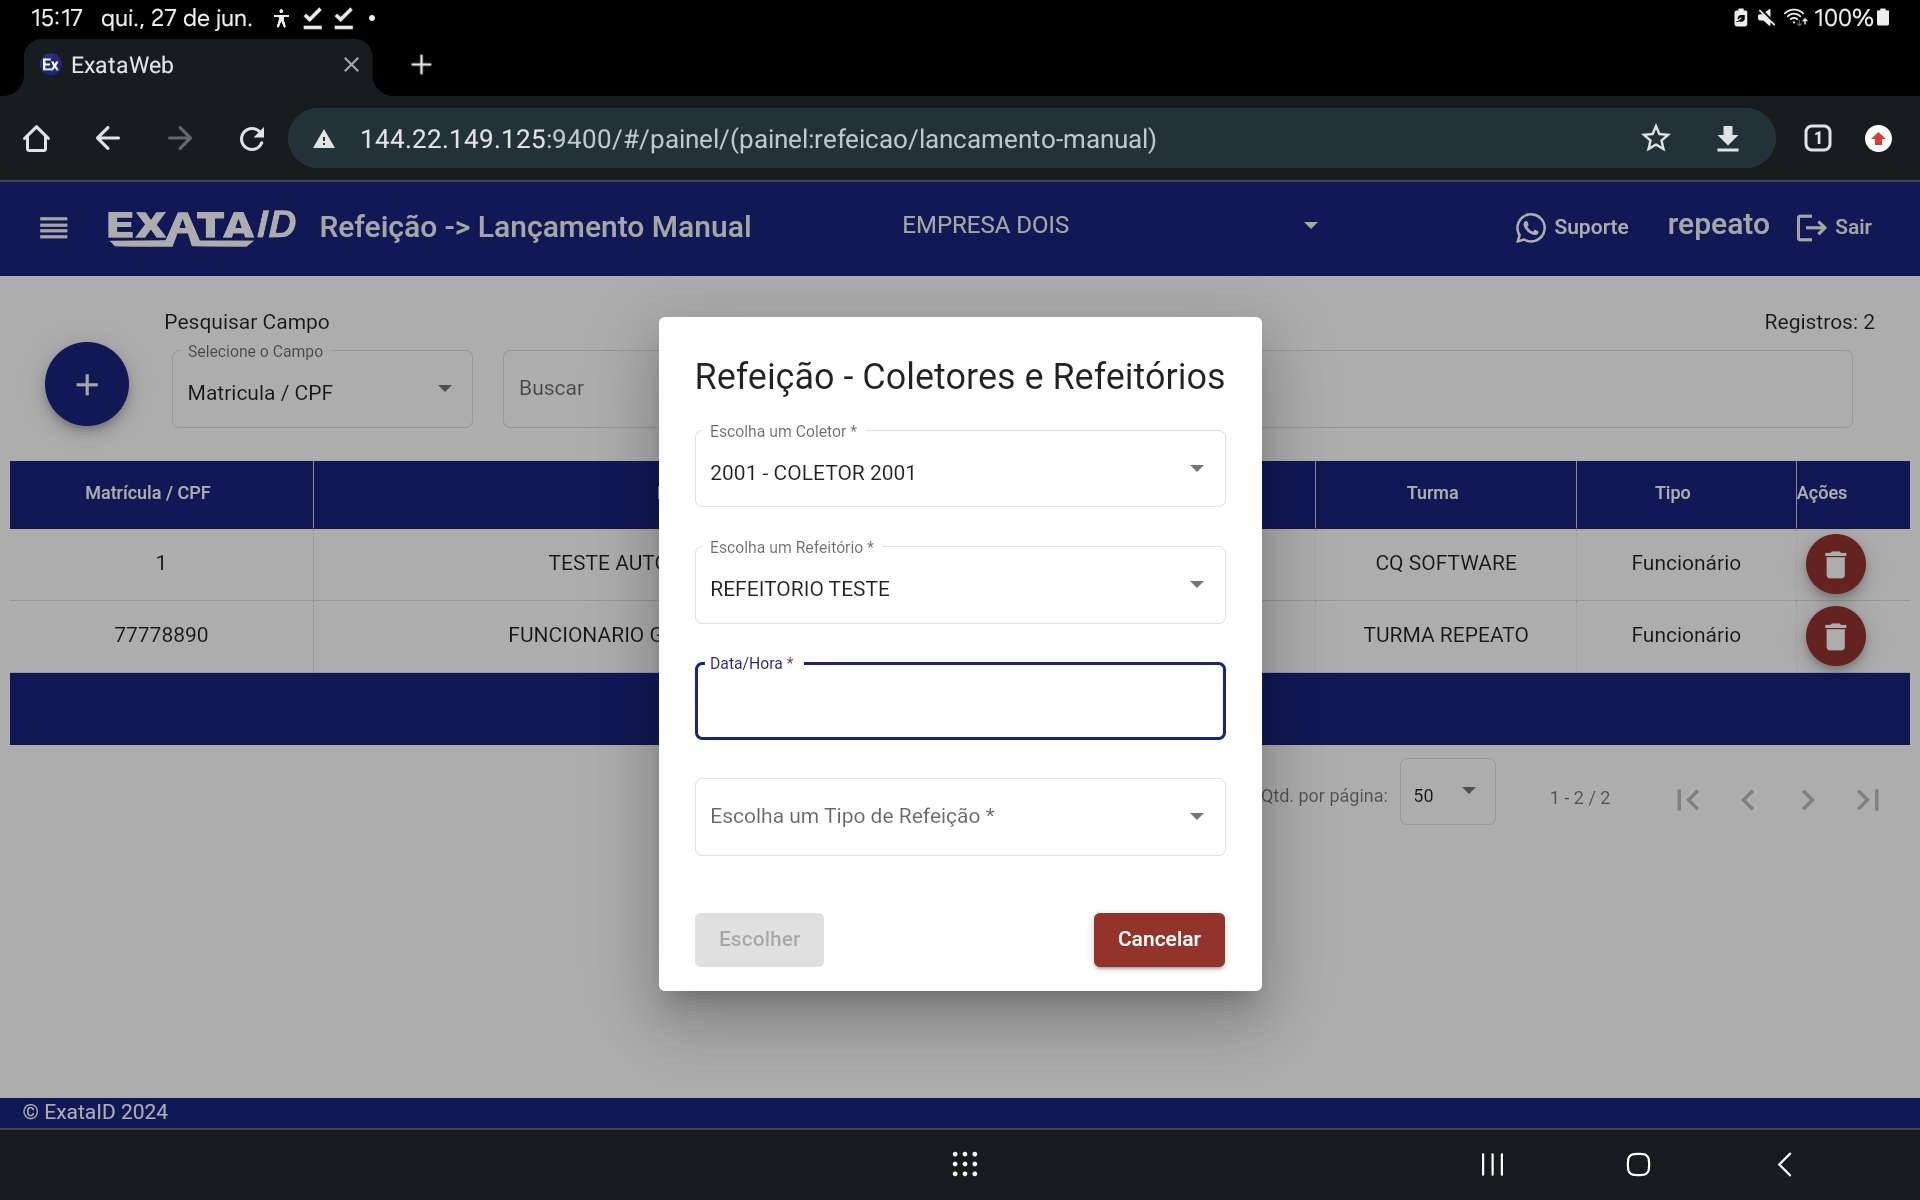 15:17 qui., 27 de jun. 100%
Ex ExataWeb
144.22.149.125:9400/#/painel/(painel:refeicao/lancamento-manual) 1
EXATAID Refeição -> Lançamento Manual EMPRESA DOIS Suporte repeato Sair
Pesquisar Campo Registros: 2
Selecione o Campo
Matricula / CPF Buscar
Refeição - Coletores e Refeitórios
Escolha um Coletor *
2001 - COLETOR 2001
Escolha um Refeitório *
REFEITORIO TESTE
Data/Hora *
Escolha um Tipo de Refeição *
Escolher Cancelar
Matrícula / CPF Turma Tipo Ações
1 TESTE CQ SOFTWARE Funcionário
77778890 FUNCIONARIO TURMA REPEATO Funcionário
Qtd. por página: 50 1 - 2 / 2
© ExataID 2024